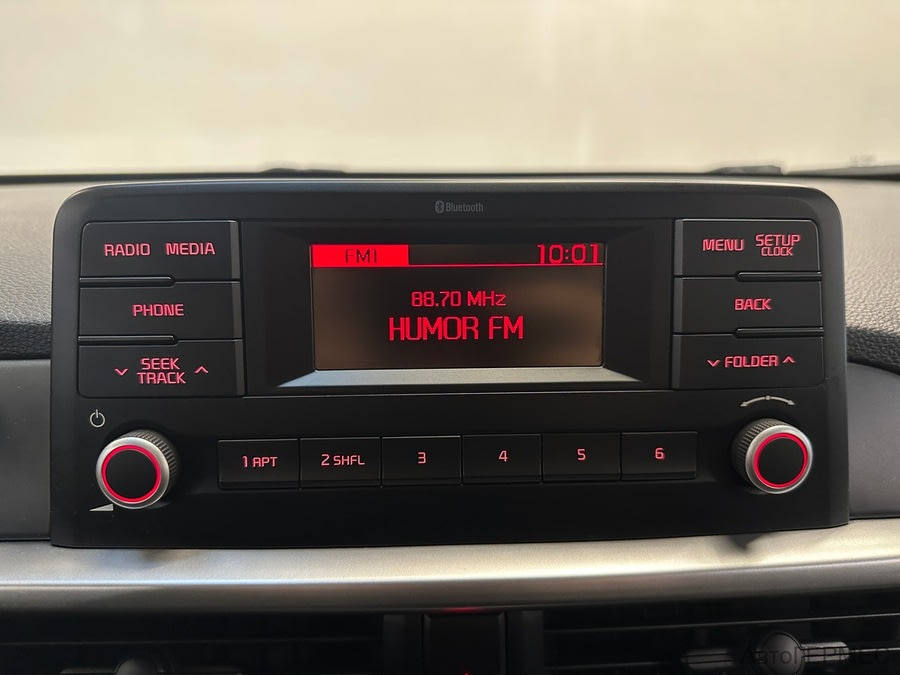 Bluetooth
RADIO MEDIA
PHONE
SEEK
TRACK
FM1 10:01
88.70 MHz
HUMOR FM
MENU SETUP
CLOCK
BACK
FOLDER
1 RPT 2 SHFL 3 4 5 6